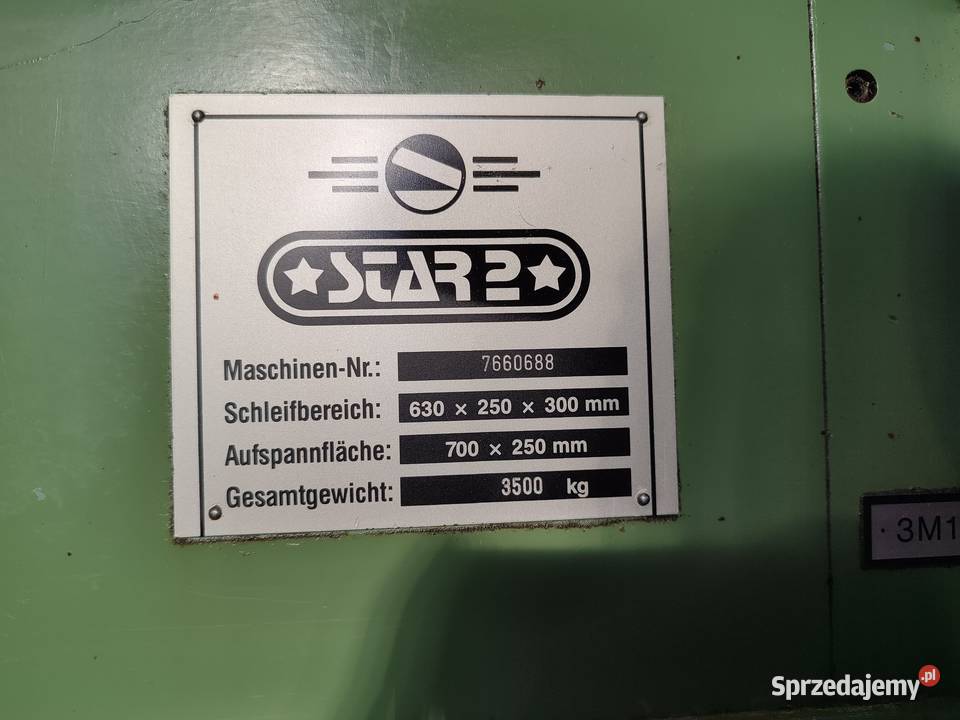 STAR 2
Maschinen-Nr.: 7660688
Schleifbereich: 630 × 250 × 300 mm
Aufspannfläche: 700 × 250 mm
Gesamtgewicht: 3500 kg
· 3M1
Sprzedajemy.pl